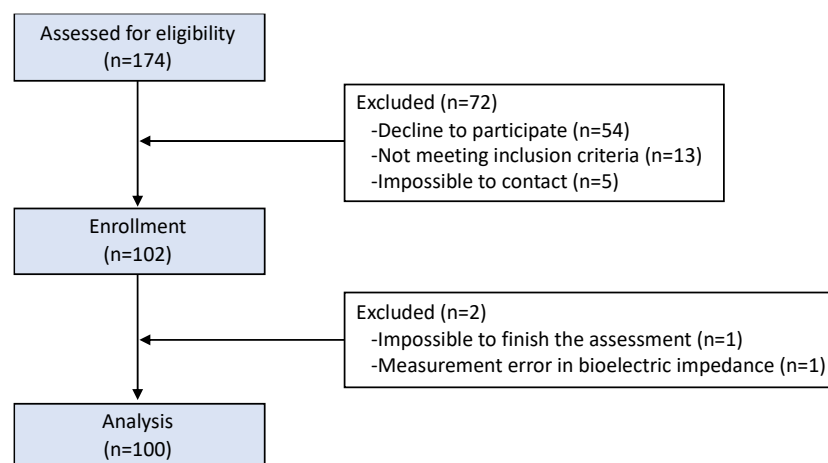 Assessed for eligibility
(n=174)
Excluded (n=72)
-Decline to participate (n=54)
-Not meeting inclusion criteria (n=13)
-Impossible to contact (n=5)
Enrollment
(n=102)
Excluded (n=2)
-Impossible to finish the assessment (n=1)
-Measurement error in bioelectric impedance (n=1)
Analysis
(n=100)